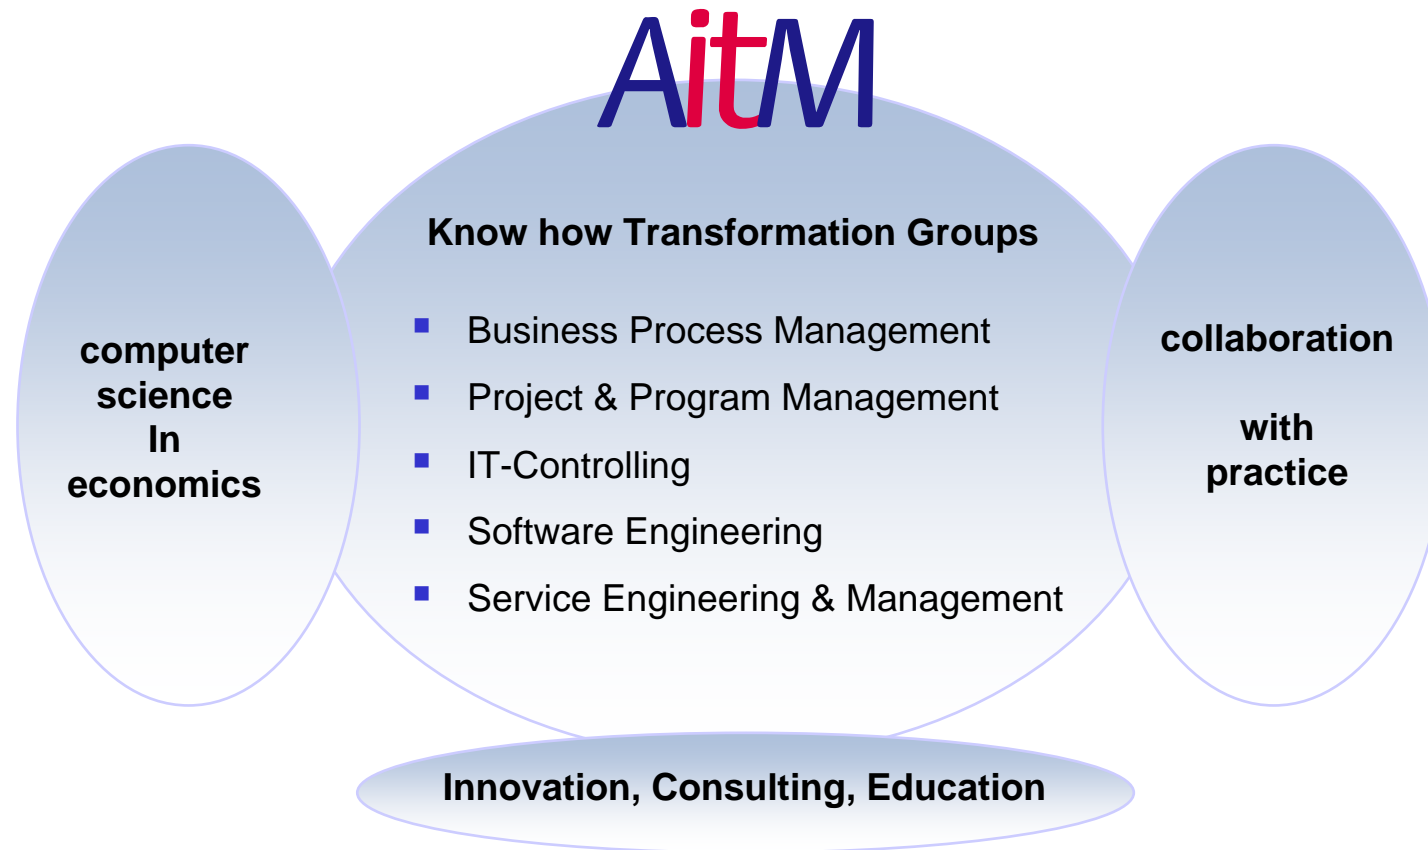 AitM
Know how Transformation Groups
Business Process Management
Project & Program Management
IT-Controlling
Software Engineering
Service Engineering & Management
computer
science
In
economics
collaboration
with
practice
Innovation, Consulting, Education